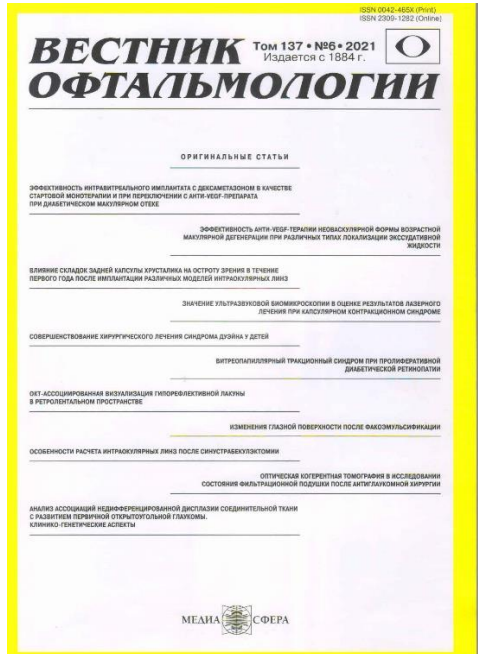 ISSN 0042-465X (Print)
ISSN 2309-1282 (Online)
ВЕСТНИК
Том 137 • №6 • 2021
Издается с 1884 г.
ОФТАЛЬМОЛОГИИ
ОРИГИНАЛЬНЫЕ СТАТЬИ
ЭФФЕКТИВНОСТЬ ИНТРАВИТРЕАЛЬНОГО ИМПЛАНТАТА С ДЕКСАМЕТАЗОНОМ В КАЧЕСТВЕ
СТАРТОВОЙ МОНОТЕРАПИИ И ПРИ ПЕРЕКЛЮЧЕНИИ С АНТИ-VEGF-ПРЕПАРАТА
ПРИ ДИАБЕТИЧЕСКОМ МАКУЛЯРНОМ ОТЕКЕ
ЭФФЕКТИВНОСТЬ АНТИ-VEGF-ТЕРАПИИ НЕОВАСКУЛЯРНОЙ ФОРМЫ ВОЗРАСТНОЙ
МАКУЛЯРНОЙ ДЕГЕНЕРАЦИИ ПРИ РАЗЛИЧНЫХ ТИПАХ ЛОКАЛИЗАЦИИ ЭКССУДАТИВНОЙ
ЖИДКОСТИ
ВЛИЯНИЕ СКЛАДОК ЗАДНЕЙ КАПСУЛЫ ХРУСТАЛИКА НА ОСТРОТУ ЗРЕНИЯ В ТЕЧЕНИЕ
ПЕРВОГО ГОДА ПОСЛЕ ИМПЛАНТАЦИИ РАЗЛИЧНЫХ МОДЕЛЕЙ ИНТРАОКУЛЯРНЫХ ЛИНЗ
ЗНАЧЕНИЕ УЛЬТРАЗВУКОВОЙ БИОМИКРОСКОПИИ В ОЦЕНКЕ РЕЗУЛЬТАТОВ ЛАЗЕРНОГО
ЛЕЧЕНИЯ ПРИ КАПСУЛЯРНОМ КОНТРАКЦИОННОМ СИНДРОМЕ
СОВЕРШЕНСТВОВАНИЕ ХИРУРГИЧЕСКОГО ЛЕЧЕНИЯ СИНДРОМА ДУЭЙНА У ДЕТЕЙ
ВИТРЕОПАПИЛЛЯРНЫЙ ТРАКЦИОННЫЙ СИНДРОМ ПРИ ПРОЛИФЕРАТИВНОЙ
ДИАБЕТИЧЕСКОЙ РЕТИНОПАТИИ
ОКТ-АССОЦИИРОВАННАЯ ВИЗУАЛИЗАЦИЯ ГИПОРЕФЛЕКТИВНОЙ ЛАКУНЫ
В РЕТРОЛЕНТАЛЬНОМ ПРОСТРАНСТВЕ
ИЗМЕНЕНИЯ ГЛАЗНОЙ ПОВЕРХНОСТИ ПОСЛЕ ФАКОЭМУЛЬСИФИКАЦИИ
ОСОБЕННОСТИ РАСЧЕТА ИНТРАОКУЛЯРНЫХ ЛИНЗ ПОСЛЕ СИНУСТРАБЕКУЛЭКТОМИИ
ОПТИЧЕСКАЯ КОГЕРЕНТНАЯ ТОМОГРАФИЯ В ИССЛЕДОВАНИИ
СОСТОЯНИЯ ФИЛЬТРАЦИОННОЙ ПОДУШКИ ПОСЛЕ АНТИГЛАУКОМНОЙ ХИРУРГИИ
АНАЛИЗ АССОЦИАЦИЙ НЕДИФФЕРЕНЦИРОВАННОЙ ДИСПЛАЗИИ СОЕДИНИТЕЛЬНОЙ ТКАНИ
С РАЗВИТИЕМ ПЕРВИЧНОЙ ОТКРЫТОУГОЛЬНОЙ ГЛАУКОМЫ.
КЛИНИКО-ГЕНЕТИЧЕСКИЕ АСПЕКТЫ
МЕДИА СФЕРА